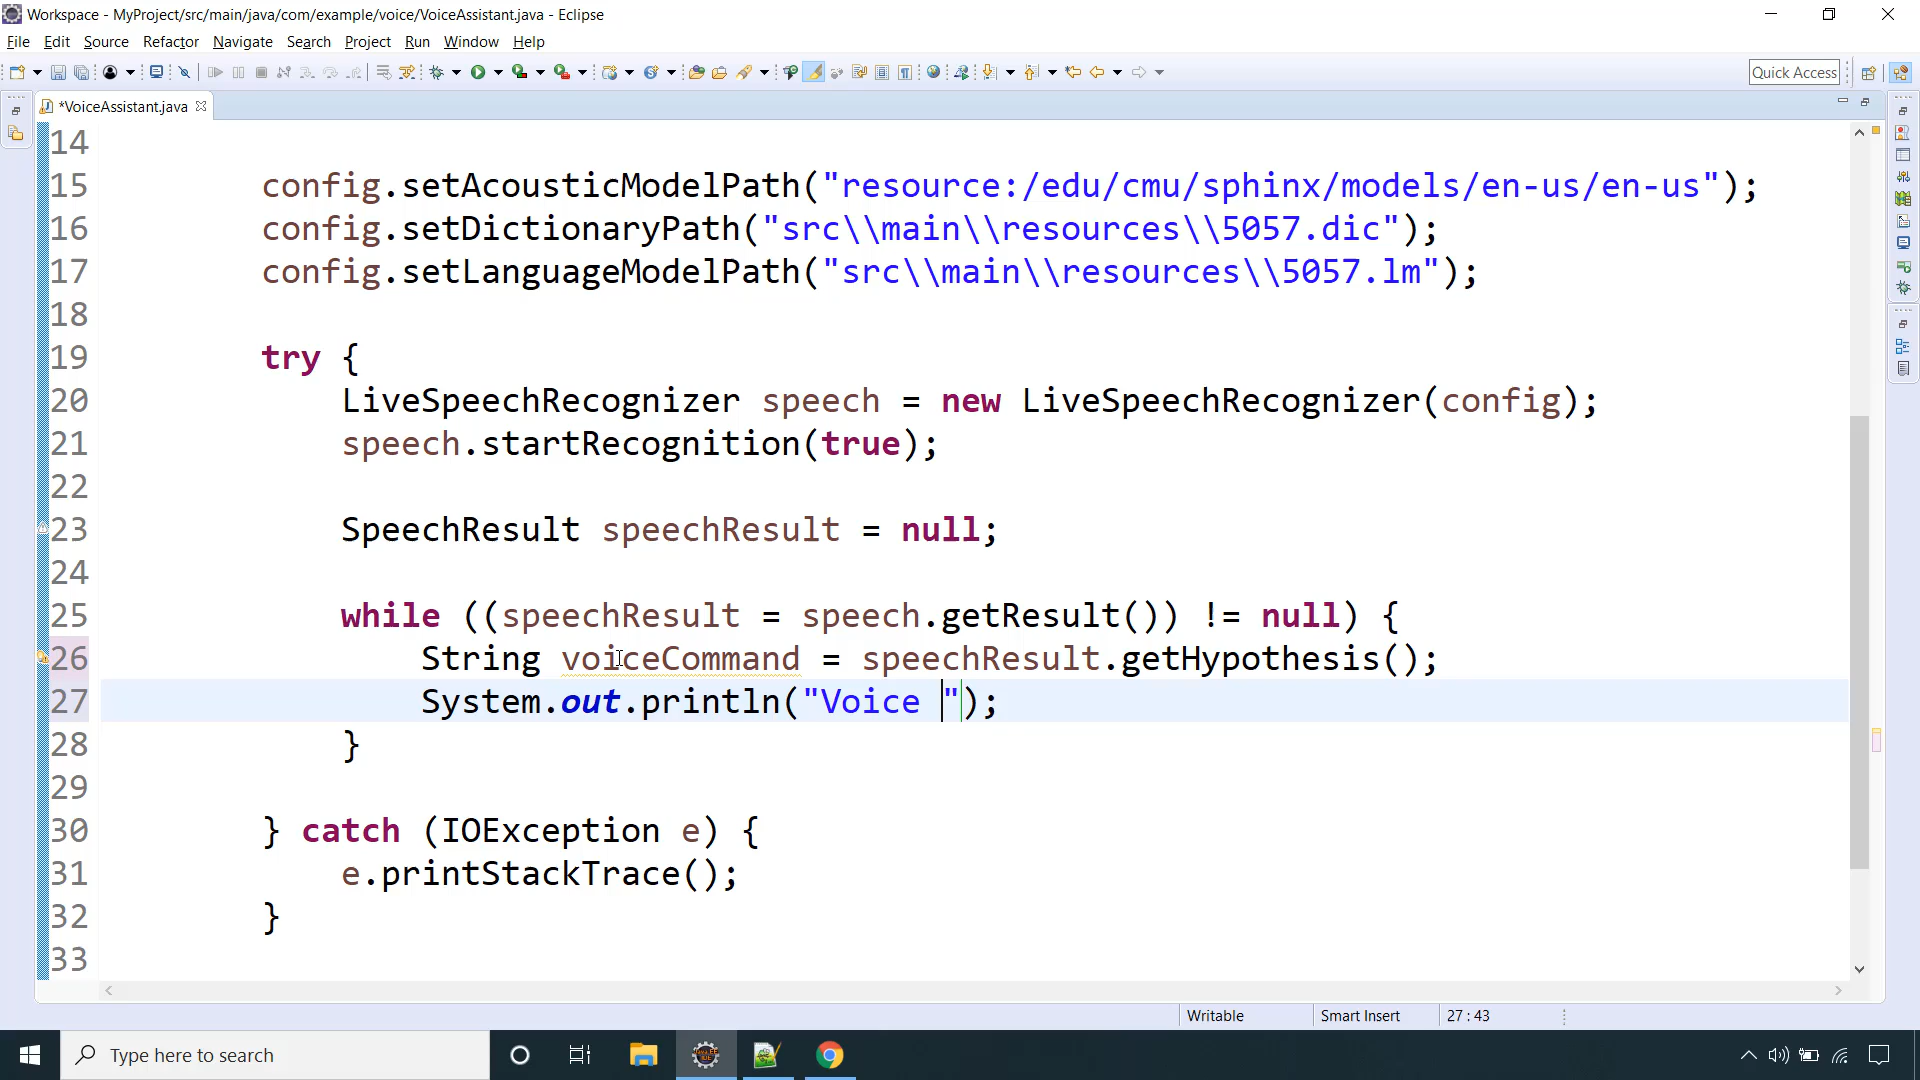 Workspace - MyProject/src/main/java/com/example/voice/VoiceAssistant.java - Eclipse
File Edit Source Refactor Navigate Search Project Run Window Help
Quick Access
*VoiceAssistant.java
14
15 config.setAcousticModelPath("resource:/edu/cmu/sphinx/models/en-us/en-us");
16 config.setDictionaryPath("src\\main\\resources\\5057.dic");
17 config.setLanguageModelPath("src\\main\\resources\\5057.lm");
18
19 try {
20 LiveSpeechRecognizer speech = new LiveSpeechRecognizer(config);
21 speech.startRecognition(true);
22
23 SpeechResult speechResult = null;
24
25 while ((speechResult = speech.getResult()) != null) {
26 String voiceCommand = speechResult.getHypothesis();
27 System.out.println("Voice ");
28 }
29
30 } catch (IOException e) {
31 e.printStackTrace();
32 }
33
Writable Smart Insert 27 : 43
Type here to search